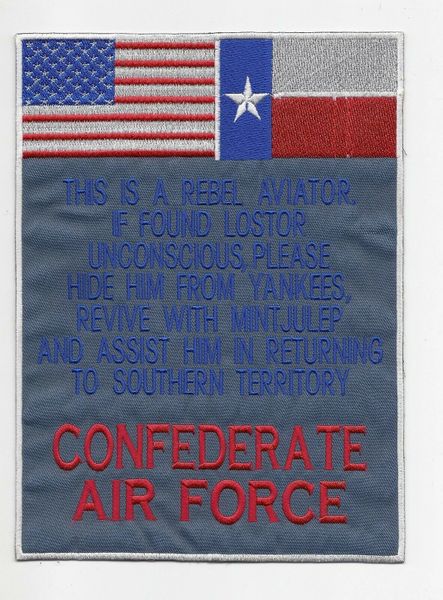 THIS IS A REBEL AVIATOR.
IF FOUND LOSTOR
UNCONSCIOUS, PLEASE
HIDE HIM FROM YANKEES,
REVIVE WITH MINTJULEP
AND ASSIST HIM IN RETURNING
TO SOUTHERN TERRITORY
CONFEDERATE
AIR FORCE